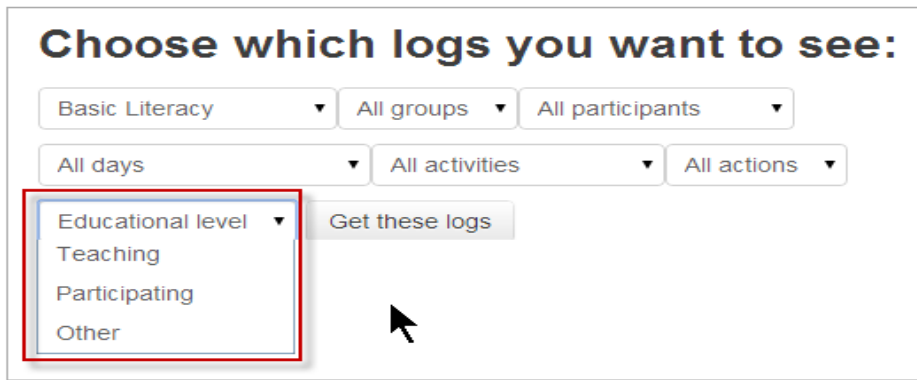 Choose which logs you want to see:
Basic Literacy All groups All participants
All days All activities All actions
Educational level Get these logs
Teaching
Participating
Other